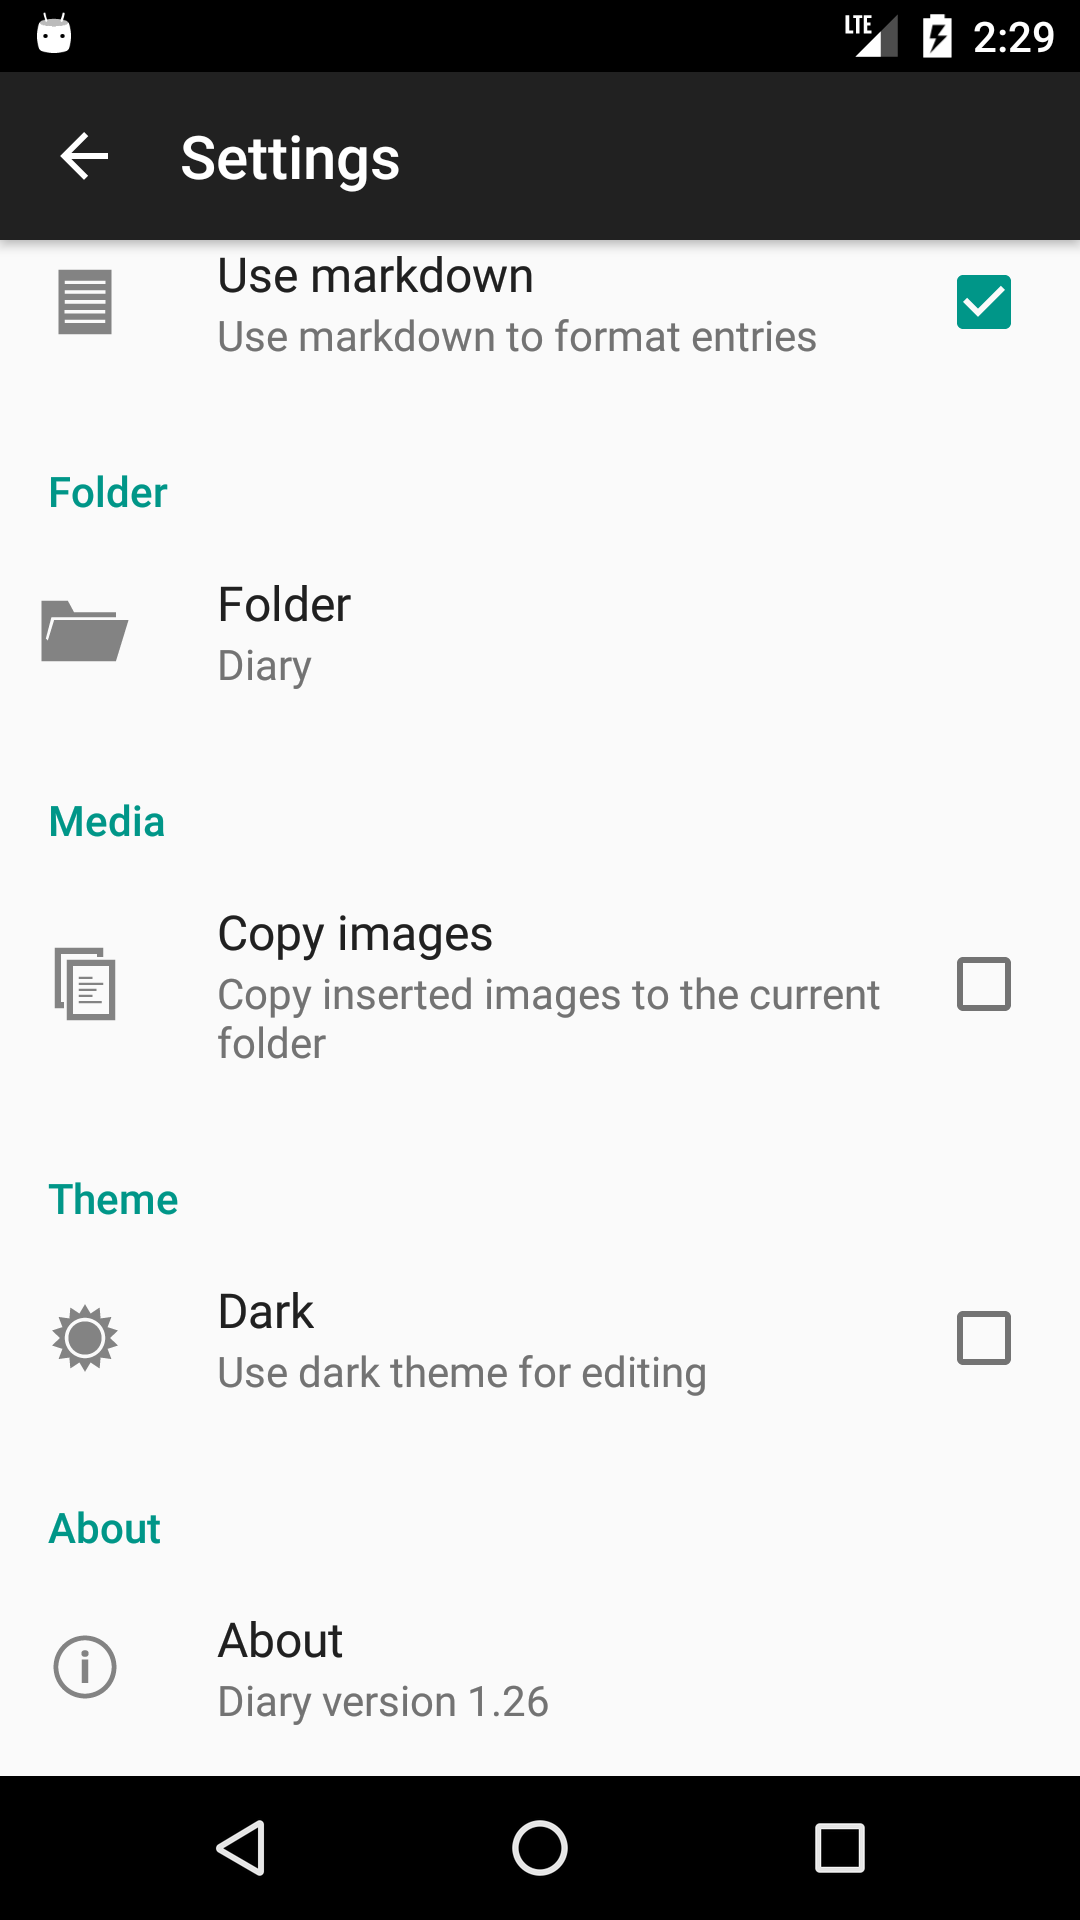 LTE 2:29
Settings
Use markdown
Use markdown to format entries
Folder
Folder
Diary
Media
Copy images
Copy inserted images to the current
folder
Theme
Dark
Use dark theme for editing
About
About
Diary version 1.26